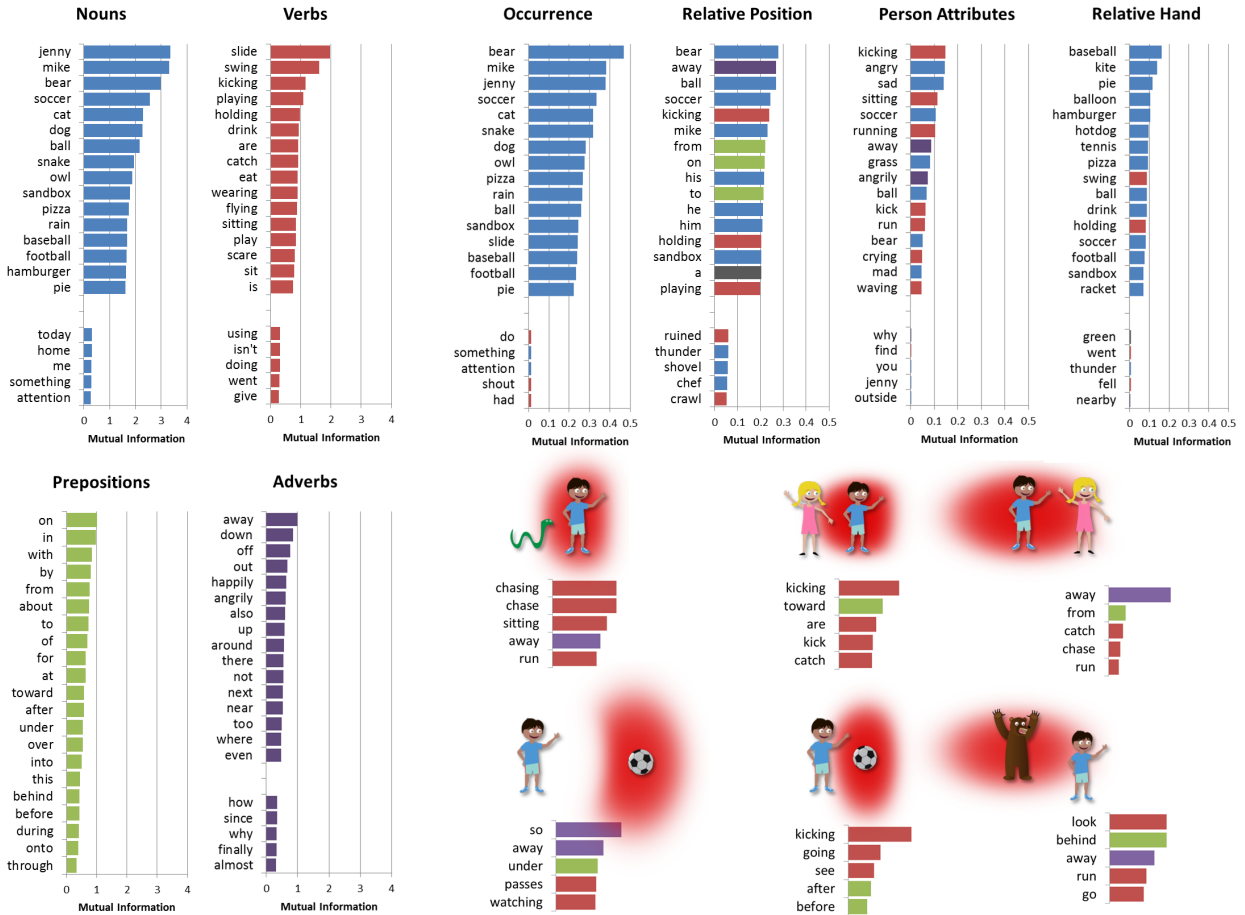 Nouns
jenny
mike
bear
soccer
cat
dog
ball
snake
owl
sandbox
pizza
rain
baseball
football
hamburger
pie
today
home
me
something
attention
0 1 2 3 4
Mutual Information
Verbs
slide
swing
kicking
playing
holding
drink
are
catch
eat
wearing
flying
sitting
play
scare
sit
is
using
isn't
doing
went
give
0 1 2 3 4
Mutual Information
Occurrence
bear
mike
jenny
soccer
cat
snake
dog
owl
pizza
rain
ball
sandbox
slide
baseball
football
pie
do
something
attention
shout
had
0 0.1 0.2 0.3 0.4 0.5
Mutual Information
Relative Position
bear
away
ball
soccer
kicking
mike
from
on
his
to
he
him
holding
sandbox
a
playing
ruined
thunder
shovel
chef
crawl
0 0.1 0.2 0.3 0.4 0.5
Mutual Information
Person Attributes
kicking
angry
sad
sitting
soccer
running
away
grass
angrily
ball
kick
run
bear
crying
mad
waving
why
find
you
jenny
outside
0 0.1 0.2 0.3 0.4 0.5
Mutual Information
Relative Hand
baseball
kite
pie
balloon
hamburger
hotdog
tennis
pizza
swing
ball
drink
holding
soccer
football
sandbox
racket
green
went
thunder
fell
nearby
0 0.1 0.2 0.3 0.4 0.5
Mutual Information
Prepositions
on
in
with
by
from
about
to
of
for
at
toward
after
under
over
into
this
behind
before
during
onto
through
0 1 2 3 4
Mutual Information
Adverbs
away
down
off
out
happily
angrily
also
up
around
there
not
next
near
too
where
even
how
since
why
finally
almost
0 1 2 3 4
Mutual Information
chasing
chase
sitting
away
run
kicking
toward
are
kick
catch
away
from
catch
chase
run
so
away
under
passes
watching
kicking
going
see
after
before
look
behind
away
run
go